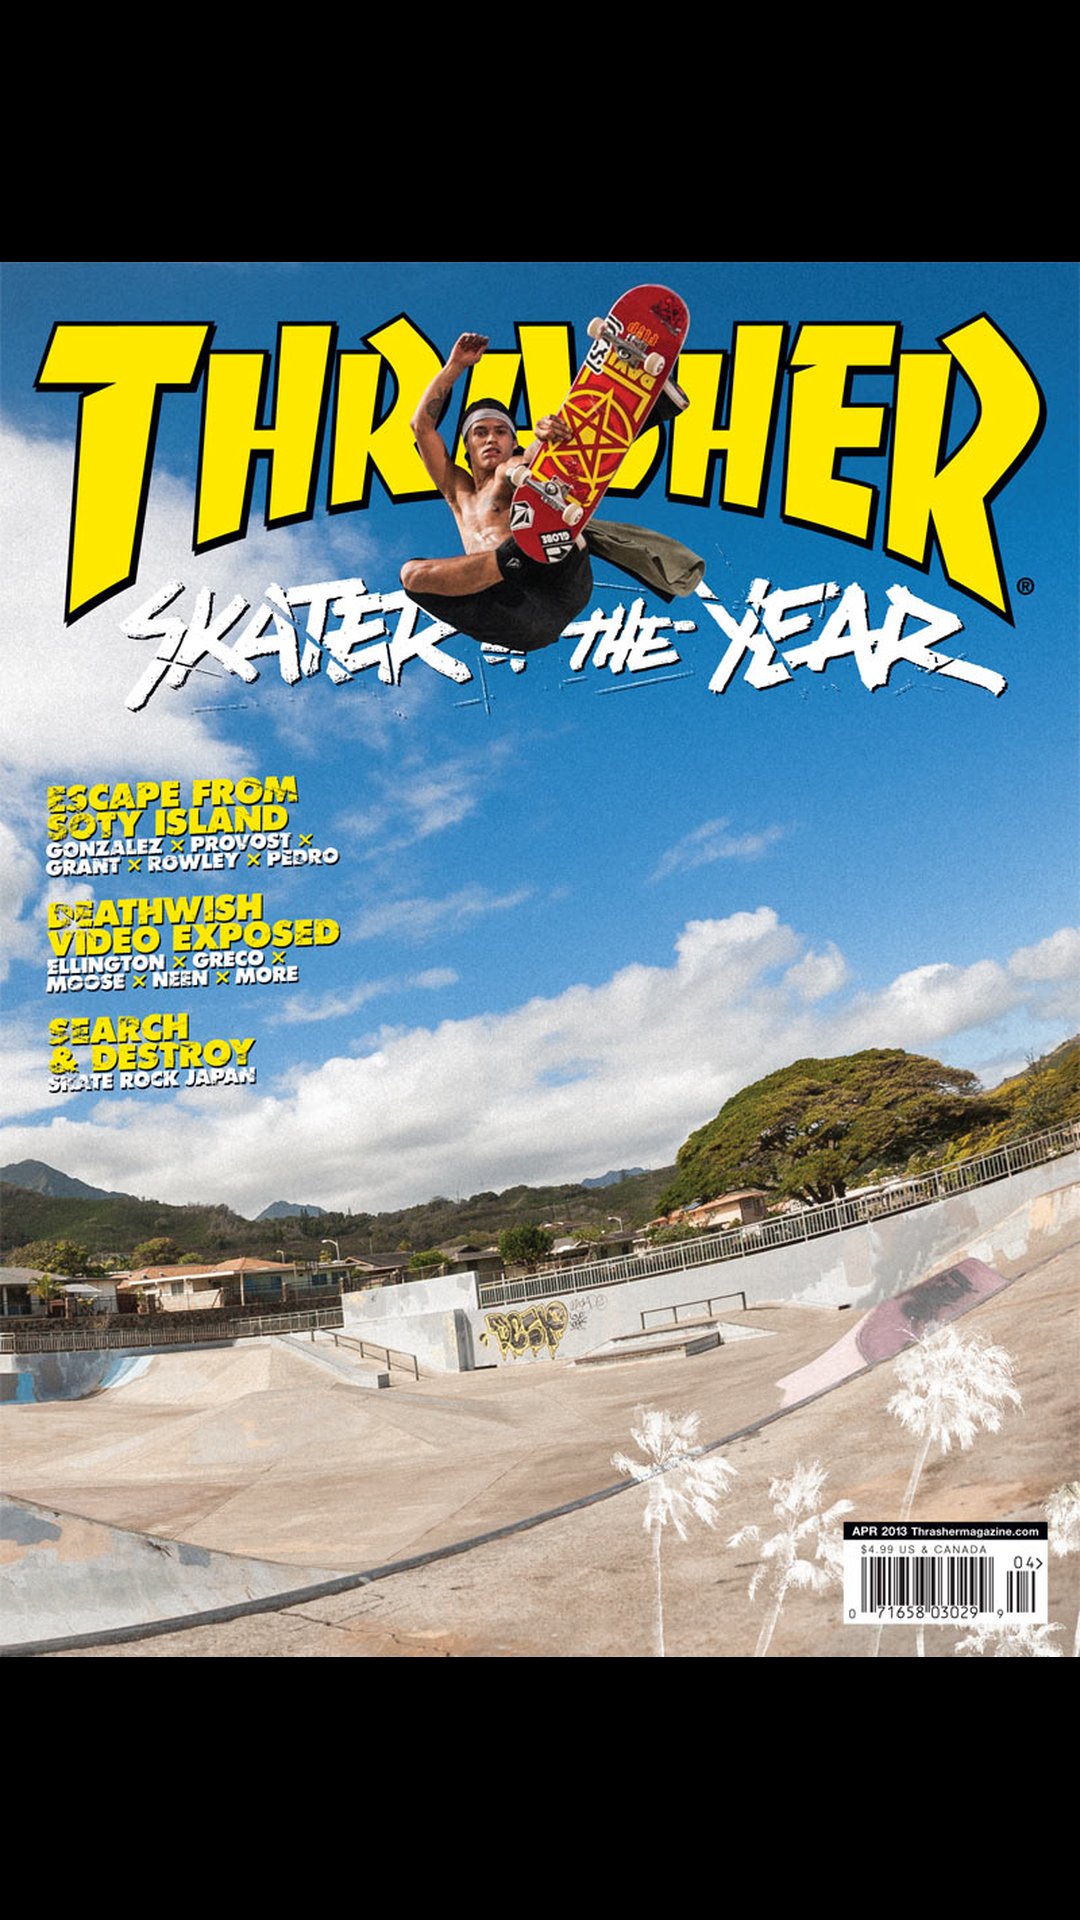 THRASHER
®
SKATER OF THE YEAR
ESCAPE FROM
SOTY ISLAND
GONZALEZ × PROVOST ×
GRANT × ROWLEY × PEDRO
DEATHWISH
VIDEO EXPOSED
ELLINGTON × GRECO ×
MOOSE × NEEN × MORE
SEARCH
& DESTROY
SKATE ROCK JAPAN
GLOBE
APR 2013 Thrashermagazine.com
$4.99 US & CANADA
04>
0 71658 03029 9